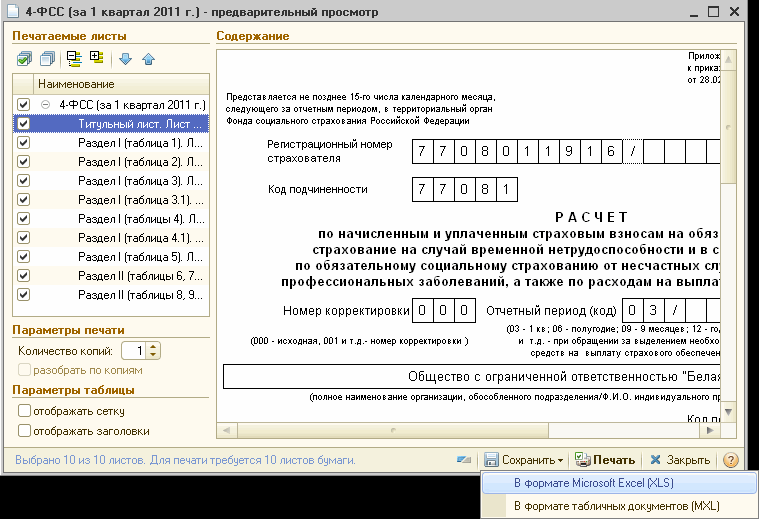 4-ФСС (за 1 квартал 2011 г.) - предварительный просмотр
Печатаемые листы
Наименование
4-ФСС (за 1 квартал 2011 г.)
Титульный лист. Лист ...
Раздел I (таблица 1). Л...
Раздел I (таблица 2). Л...
Раздел I (таблица 3). Л...
Раздел I (таблица 3.1). ...
Раздел I (таблицы 4). Л...
Раздел I (таблица 4.1). ...
Раздел I (таблица 5). Л...
Раздел II (таблицы 6, 7...
Раздел II (таблицы 8, 9...
Параметры печати
Количество копий: 1
разобрать по копиям
Параметры таблицы
отображать сетку
отображать заголовки
Содержание
Прилож
к прика
от 28.02
Представляется не позднее 15-го числа календарного месяца,
следующего за отчетным периодом, в территориальный орган
Фонда социального страхования Российской Федерации
Регистрационный номер
страхователя
7 7 0 8 0 1 1 9 1 6 /
Код подчиненности 7 7 0 8 1
Р А С Ч Е Т
по начисленным и уплаченным страховым взносам на обяз
страхование на случай временной нетрудоспособности и в с
по обязательному социальному страхованию от несчастных слу
профессиональных заболеваний, а также по расходам на выплат
Номер корректировки 0 0 0 Отчетный период (код) 0 3 /
(000 - исходная, 001 и т.д.- номер корректировки )
(03 - 1 кв; 06 - полугодие; 09 - 9 месяцев; 12 - го
и т.д. - при обращении за выделением необхо
средств на выплату страхового обеспечен
Общество с ограниченной ответственностью "Белая
(полное наименование организации, обособленного подразделения/Ф.И.О. индивидуального пр
Код по
Выбрано 10 из 10 листов. Для печати требуется 10 листов бумаги.
Сохранить
Печать
Закрыть
?
В формате Microsoft Excel (XLS)
В формате табличных документов (MXL)